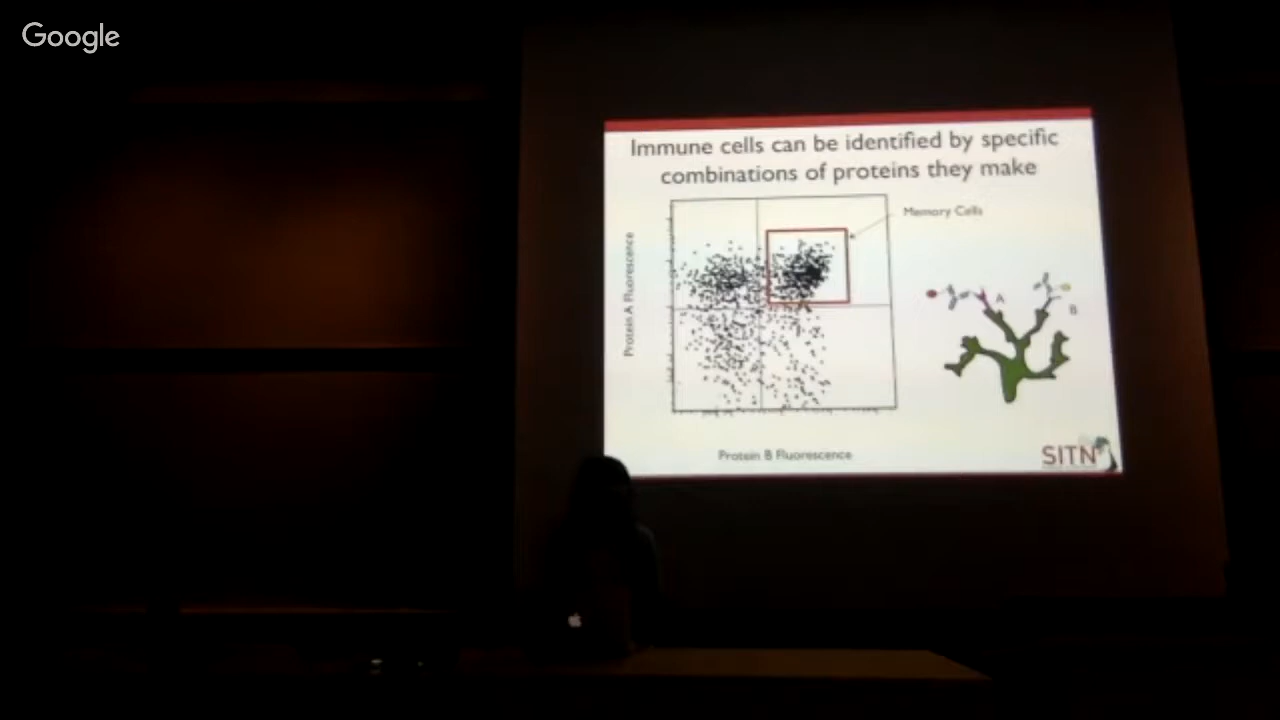 Google
Immune cells can be identified by specific
combinations of proteins they make
Memory Cells
Protein A Fluorescence
A
B
Protein B Fluorescence
SITN